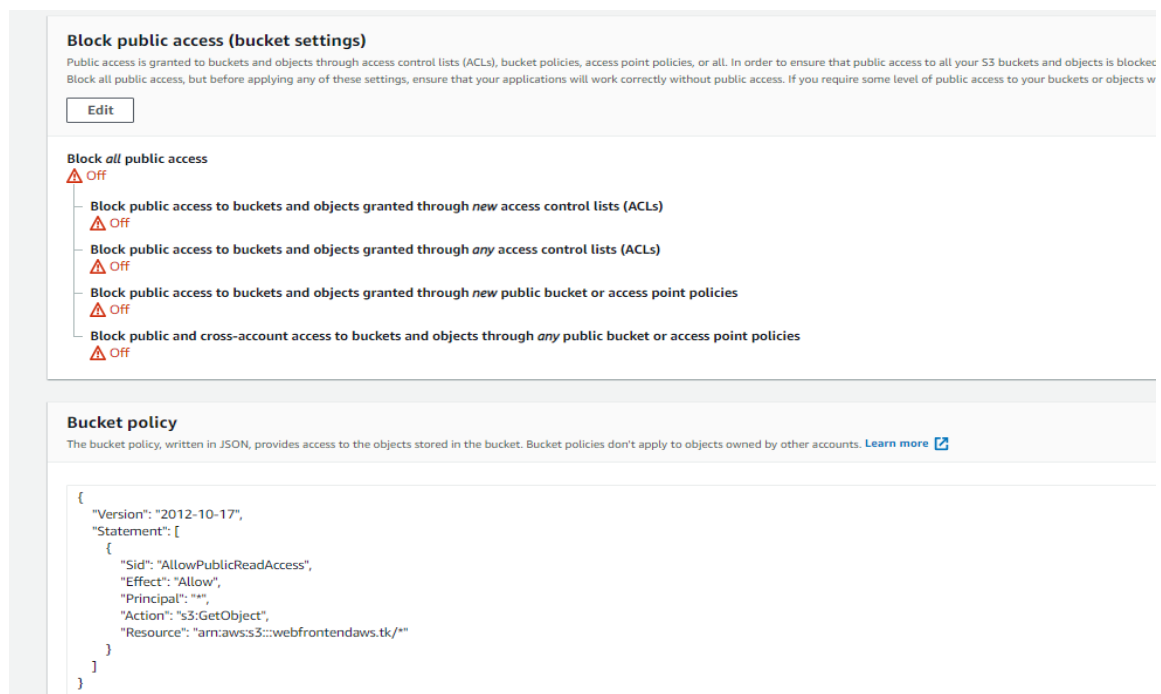 Block public access (bucket settings)
Public access is granted to buckets and objects through access control lists (ACLs), bucket policies, access point policies, or all. In order to ensure that public access to all your S3 buckets and objects is blocked
Block all public access, but before applying any of these settings, ensure that your applications will work correctly without public access. If you require some level of public access to your buckets or objects w
Edit
Block all public access
Off
Block public access to buckets and objects granted through new access control lists (ACLs)
Off
Block public access to buckets and objects granted through any access control lists (ACLs)
Off
Block public access to buckets and objects granted through new public bucket or access point policies
Off
Block public and cross-account access to buckets and objects through any public bucket or access point policies
Off
Bucket policy
The bucket policy, written in JSON, provides access to the objects stored in the bucket. Bucket policies don't apply to objects owned by other accounts. Learn more
{
"Version": "2012-10-17",
"Statement": [
{
"Sid": "AllowPublicReadAccess",
"Effect": "Allow",
"Principal": "*",
"Action": "s3:GetObject",
"Resource": "arn:aws:s3:::webfrontendaws.tk/*"
}
]
}